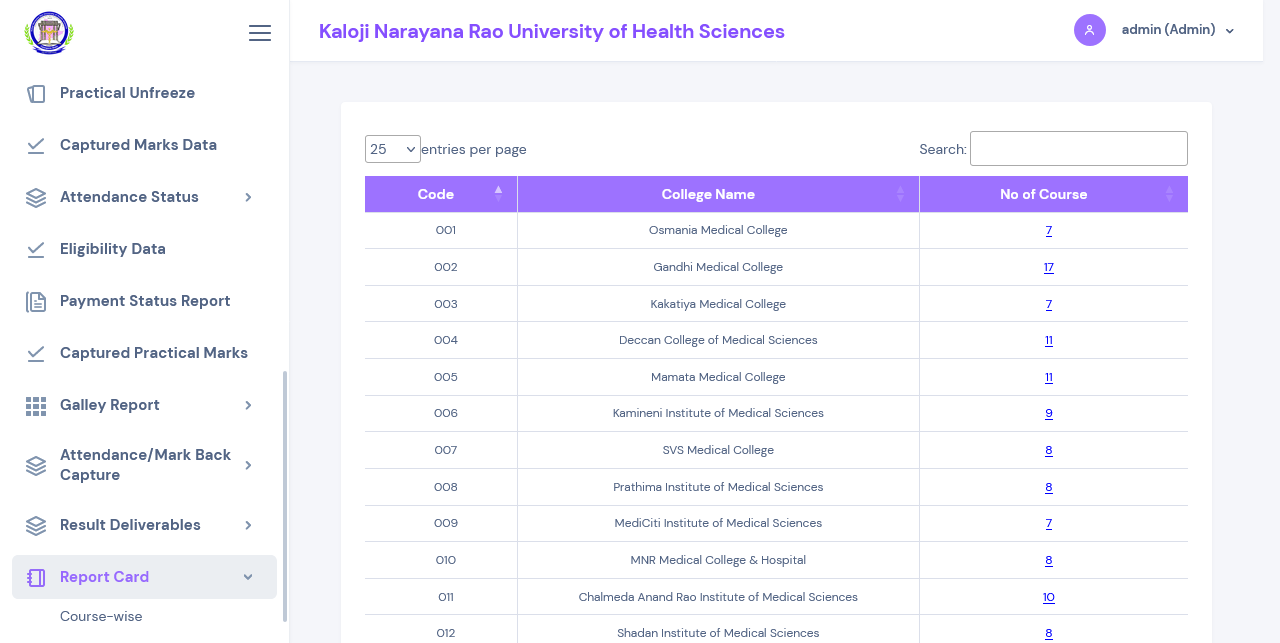 Kaloji Narayana Rao University of Health Sciences
admin (Admin)
Practical Unfreeze
Captured Marks Data
Attendance Status
Eligibility Data
Payment Status Report
Captured Practical Marks
Galley Report
Attendance/Mark Back
Capture
Result Deliverables
Report Card
Course-wise
25 entries per page
Search:
Code College Name No of Course
001 Osmania Medical College 7
002 Gandhi Medical College 17
003 Kakatiya Medical College 7
004 Deccan College of Medical Sciences 11
005 Mamata Medical College 11
006 Kamineni Institute of Medical Sciences 9
007 SVS Medical College 8
008 Prathima Institute of Medical Sciences 8
009 MediCiti Institute of Medical Sciences 7
010 MNR Medical College & Hospital 8
011 Chalmeda Anand Rao Institute of Medical Sciences 10
012 Shadan Institute of Medical Sciences 8